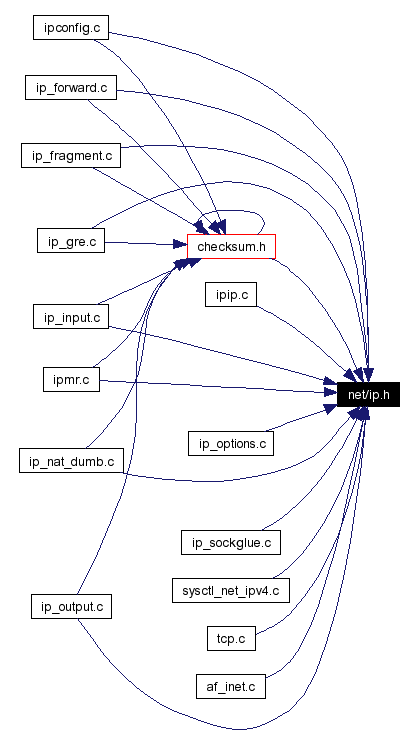 ipconfig.c
ip_forward.c
ip_fragment.c
ip_gre.c
checksum.h
ipip.c
ip_input.c
ipmr.c
net/ip.h
ip_options.c
ip_nat_dumb.c
ip_sockglue.c
sysctl_net_ipv4.c
ip_output.c
tcp.c
af_inet.c